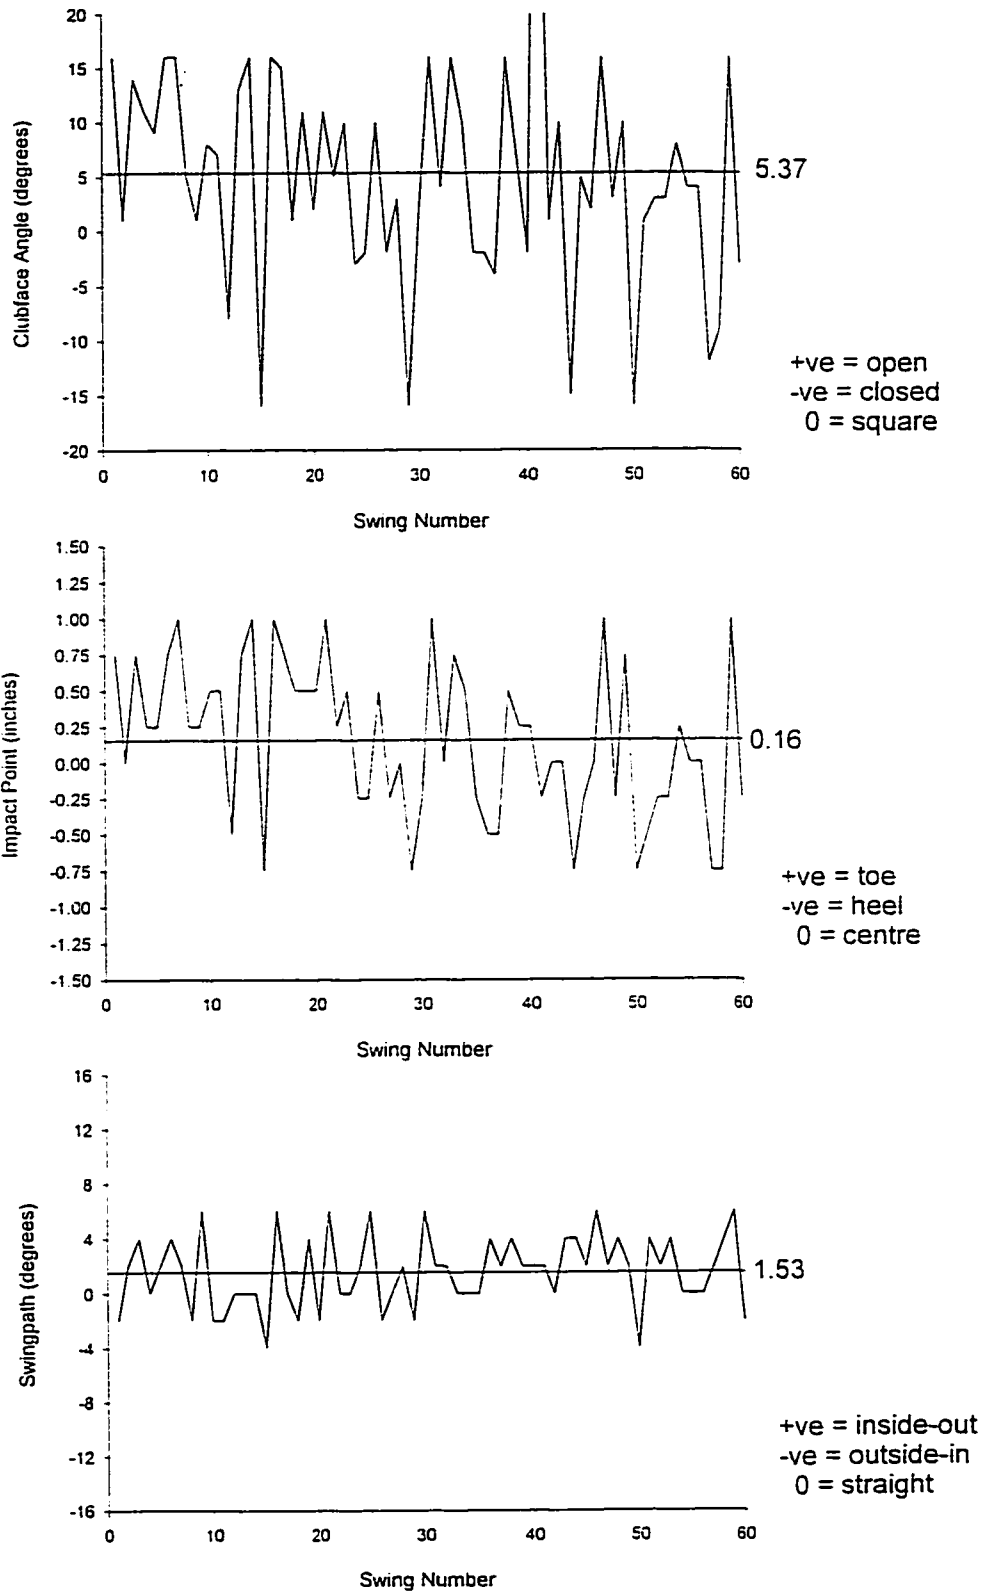 20
15
10
5
0
-5
-10
-15
-20
Clubface Angle (degrees)
5.37
+ve = open
-ve = closed
0 = square
0 10 20 30 40 50 60
Swing Number
1.50
1.25
1.00
0.75
0.50
0.25
0.00
-0.25
-0.50
-0.75
-1.00
-1.25
-1.50
Impact Point (inches)
0.16
+ve = toe
-ve = heel
0 = centre
0 10 20 30 40 50 60
Swing Number
16
12
8
4
0
-4
-8
-12
-16
Swingpath (degrees)
1.53
+ve = inside-out
-ve = outside-in
0 = straight
0 10 20 30 40 50 60
Swing Number